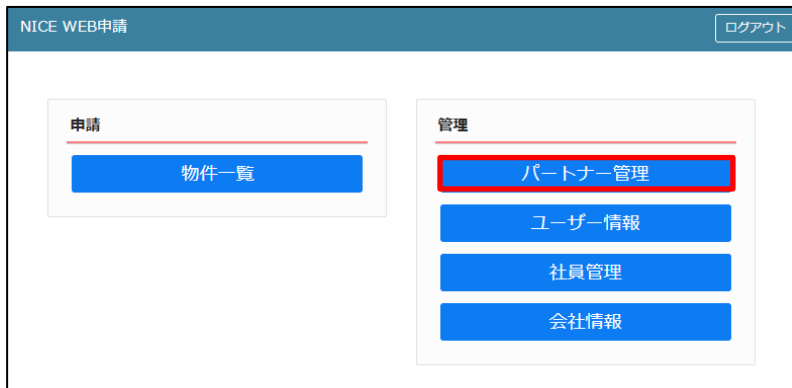 NICE WEB申請
ログアウト
申請
物件一覧
管理
パートナー管理
ユーザー情報
社員管理
会社情報